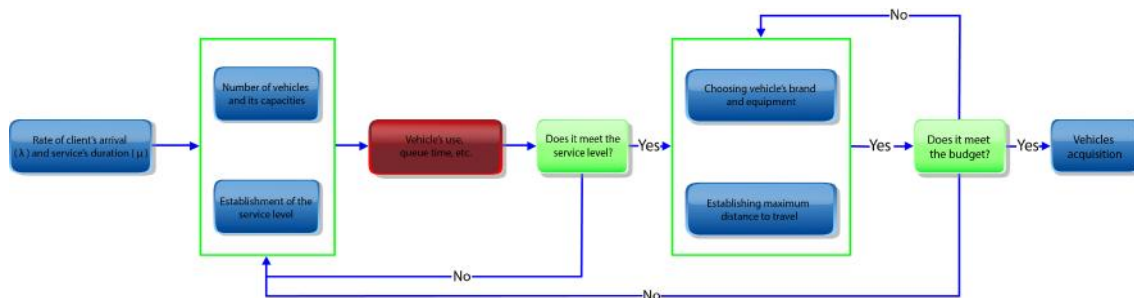 No
Number of vehicles
and its capacities
Choosing vehicle's brand
and equipment
Rate of client's arrival
(λ) and service's duration (μ)
Vehicle's use,
queue time, etc.
Does it meet the
service level?
Yes
Yes
Does it meet
the budget?
Yes
Vehicles
acquisition
Establishment of the
service level
Establishing maximum
distance to travel
No
No